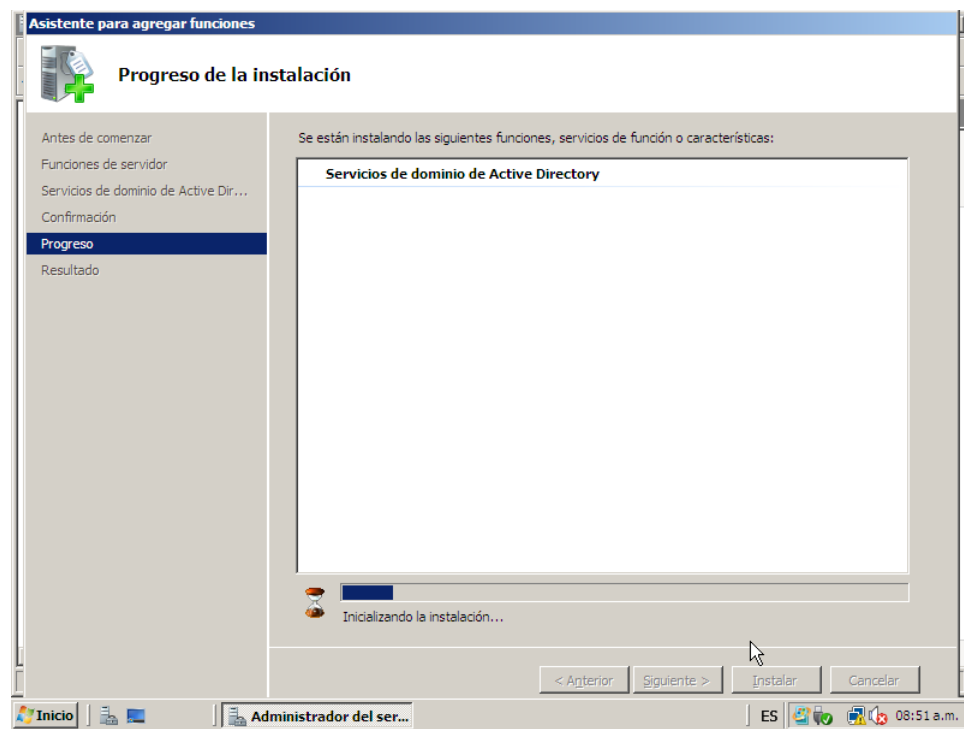 Asistente para agregar funciones
Progreso de la instalación
Antes de comenzar
Funciones de servidor
Servicios de dominio de Active Dir...
Confirmación
Progreso
Resultado
Se están instalando las siguientes funciones, servicios de función o características:
Servicios de dominio de Active Directory
Inicializando la instalación...
< Anterior
Siguiente >
Instalar
Cancelar
Inicio
Administrador del ser...
ES
08:51 a.m.